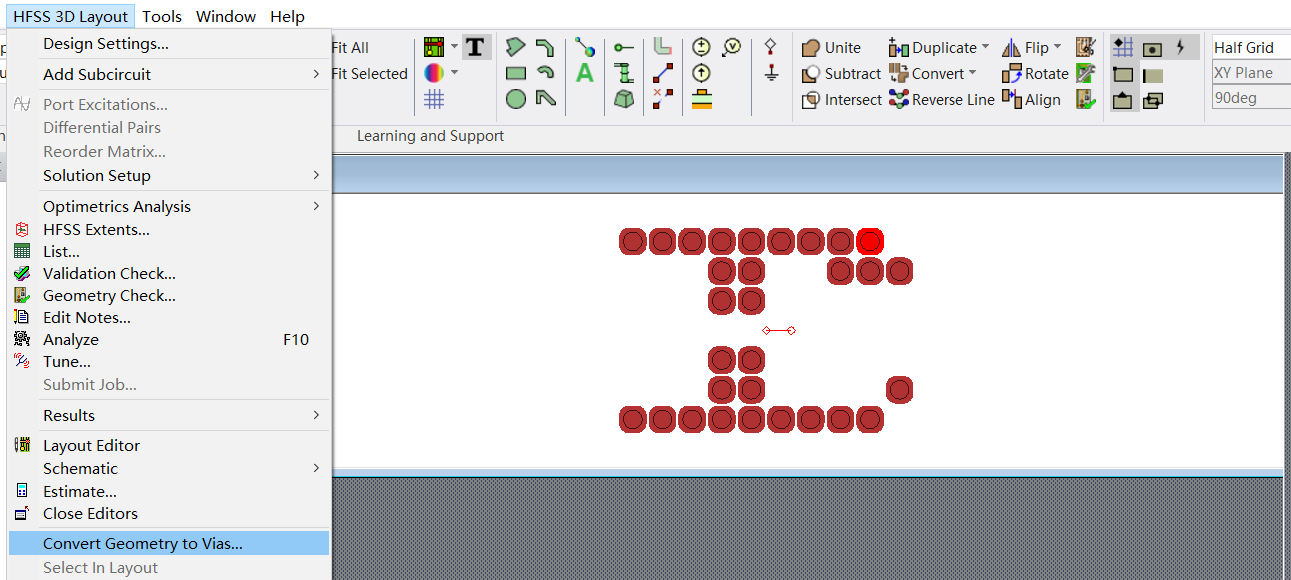 HFSS 3D Layout Tools Window Help
Design Settings...
Add Subcircuit
Port Excitations...
Differential Pairs
Reorder Matrix...
Solution Setup
Optimetrics Analysis
HFSS Extents...
List...
Validation Check...
Geometry Check...
Edit Notes...
Analyze F10
Tune...
Submit Job...
Results
Layout Editor
Schematic
Estimate...
Close Editors
Convert Geometry to Vias...
Select In Layout
Fit All
Fit Selected
T
A
Unite Duplicate Flip
Subtract Convert Rotate
Intersect Reverse Line Align
Half Grid
XY Plane
90deg
Learning and Support